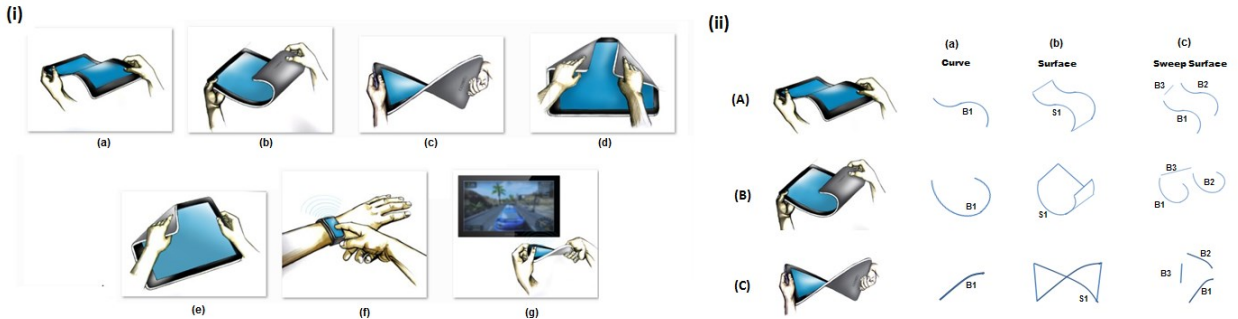 (i)
(a)
(b)
(c)
(d)
(e)
(f)
(g)
(ii)
(a)
Curve
(b)
Surface
(c)
Sweep Surface
(A)
B1
S1
B3
B2
B1
(B)
B1
S1
B3
B2
B1
(C)
B1
S1
B2
B3
B1